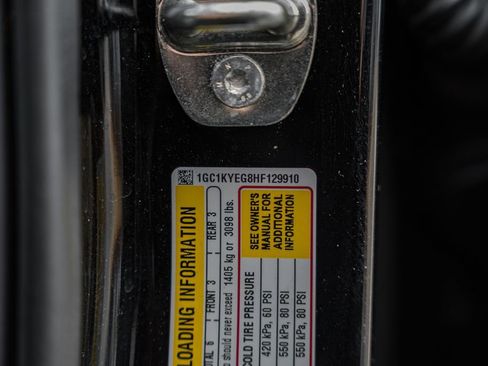 1GC1KYEG8HF129910
LOADING INFORMATION
REAR 3
FRONT 3
6
should never exceed 1405 kg or 3098 lbs.
SEE OWNER'S
MANUAL FOR
ADDITIONAL
INFORMATION
COLD TIRE PRESSURE
420 kPa, 60 PSI
550 kPa, 80 PSI
550 kPa, 80 PSI